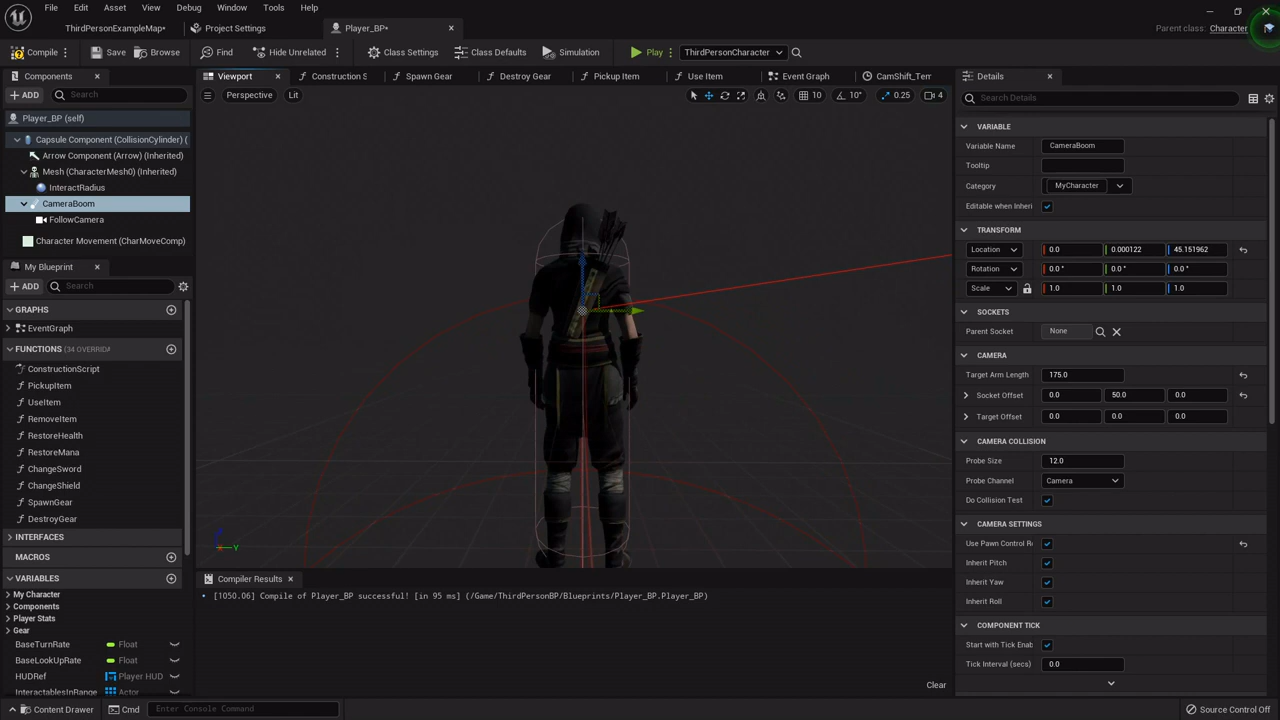 File Edit Asset View Debug Window Tools Help
ThirdPersonExampleMap* Project Settings Player_BP* Parent class: Character
Compile Save Browse Find Hide Unrelated Class Settings Class Defaults Simulation Play ThirdPersonCharacter
Components Viewport Construction S Spawn Gear Destroy Gear Pickup Item Use Item Event Graph CamShift_Tem Details
ADD Search Perspective Lit 10 10° 0.25 4 Search Details
Player_BP (self)
Capsule Component (CollisionCylinder) (
Arrow Component (Arrow) (Inherited)
Mesh (CharacterMesh0) (Inherited)
InteractRadius
CameraBoom
FollowCamera
Character Movement (CharMoveComp)
My Blueprint
ADD Search
GRAPHS
EventGraph
FUNCTIONS (34 OVERRIDA
ConstructionScript
PickupItem
UseItem
RemoveItem
RestoreHealth
RestoreMana
ChangeSword
ChangeShield
SpawnGear
DestroyGear
INTERFACES
MACROS
VARIABLES
My Character
Components
Player Stats
Gear
BaseTurnRate Float
BaseLookUpRate Float
HUDRef Player HUD
InteractablesInRange Actor
Y
Compiler Results
[1050.06] Compile of Player_BP successful! [in 95 ms] (/Game/ThirdPersonBP/Blueprints/Player_BP.Player_BP)
Clear
VARIABLE
Variable Name CameraBoom
Tooltip
Category MyCharacter
Editable when Inheri
TRANSFORM
Location 0.0 0.000122 45.151962
Rotation 0.0 ° 0.0 ° 0.0 °
Scale 1.0 1.0 1.0
SOCKETS
Parent Socket None
CAMERA
Target Arm Length 175.0
Socket Offset 0.0 50.0 0.0
Target Offset 0.0 0.0 0.0
CAMERA COLLISION
Probe Size 12.0
Probe Channel Camera
Do Collision Test
CAMERA SETTINGS
Use Pawn Control R
Inherit Pitch
Inherit Yaw
Inherit Roll
COMPONENT TICK
Start with Tick Enab
Tick Interval (secs) 0.0
Content Drawer Cmd Enter Console Command Source Control Off